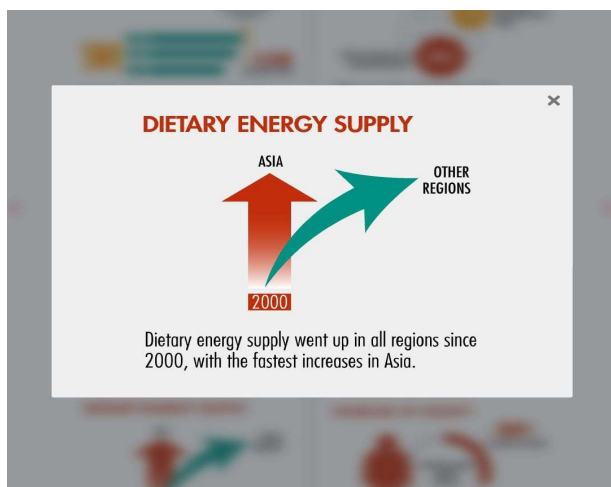 DIETARY ENERGY SUPPLY
ASIA
OTHER
REGIONS
2000
Dietary energy supply went up in all regions since
2000, with the fastest increases in Asia.